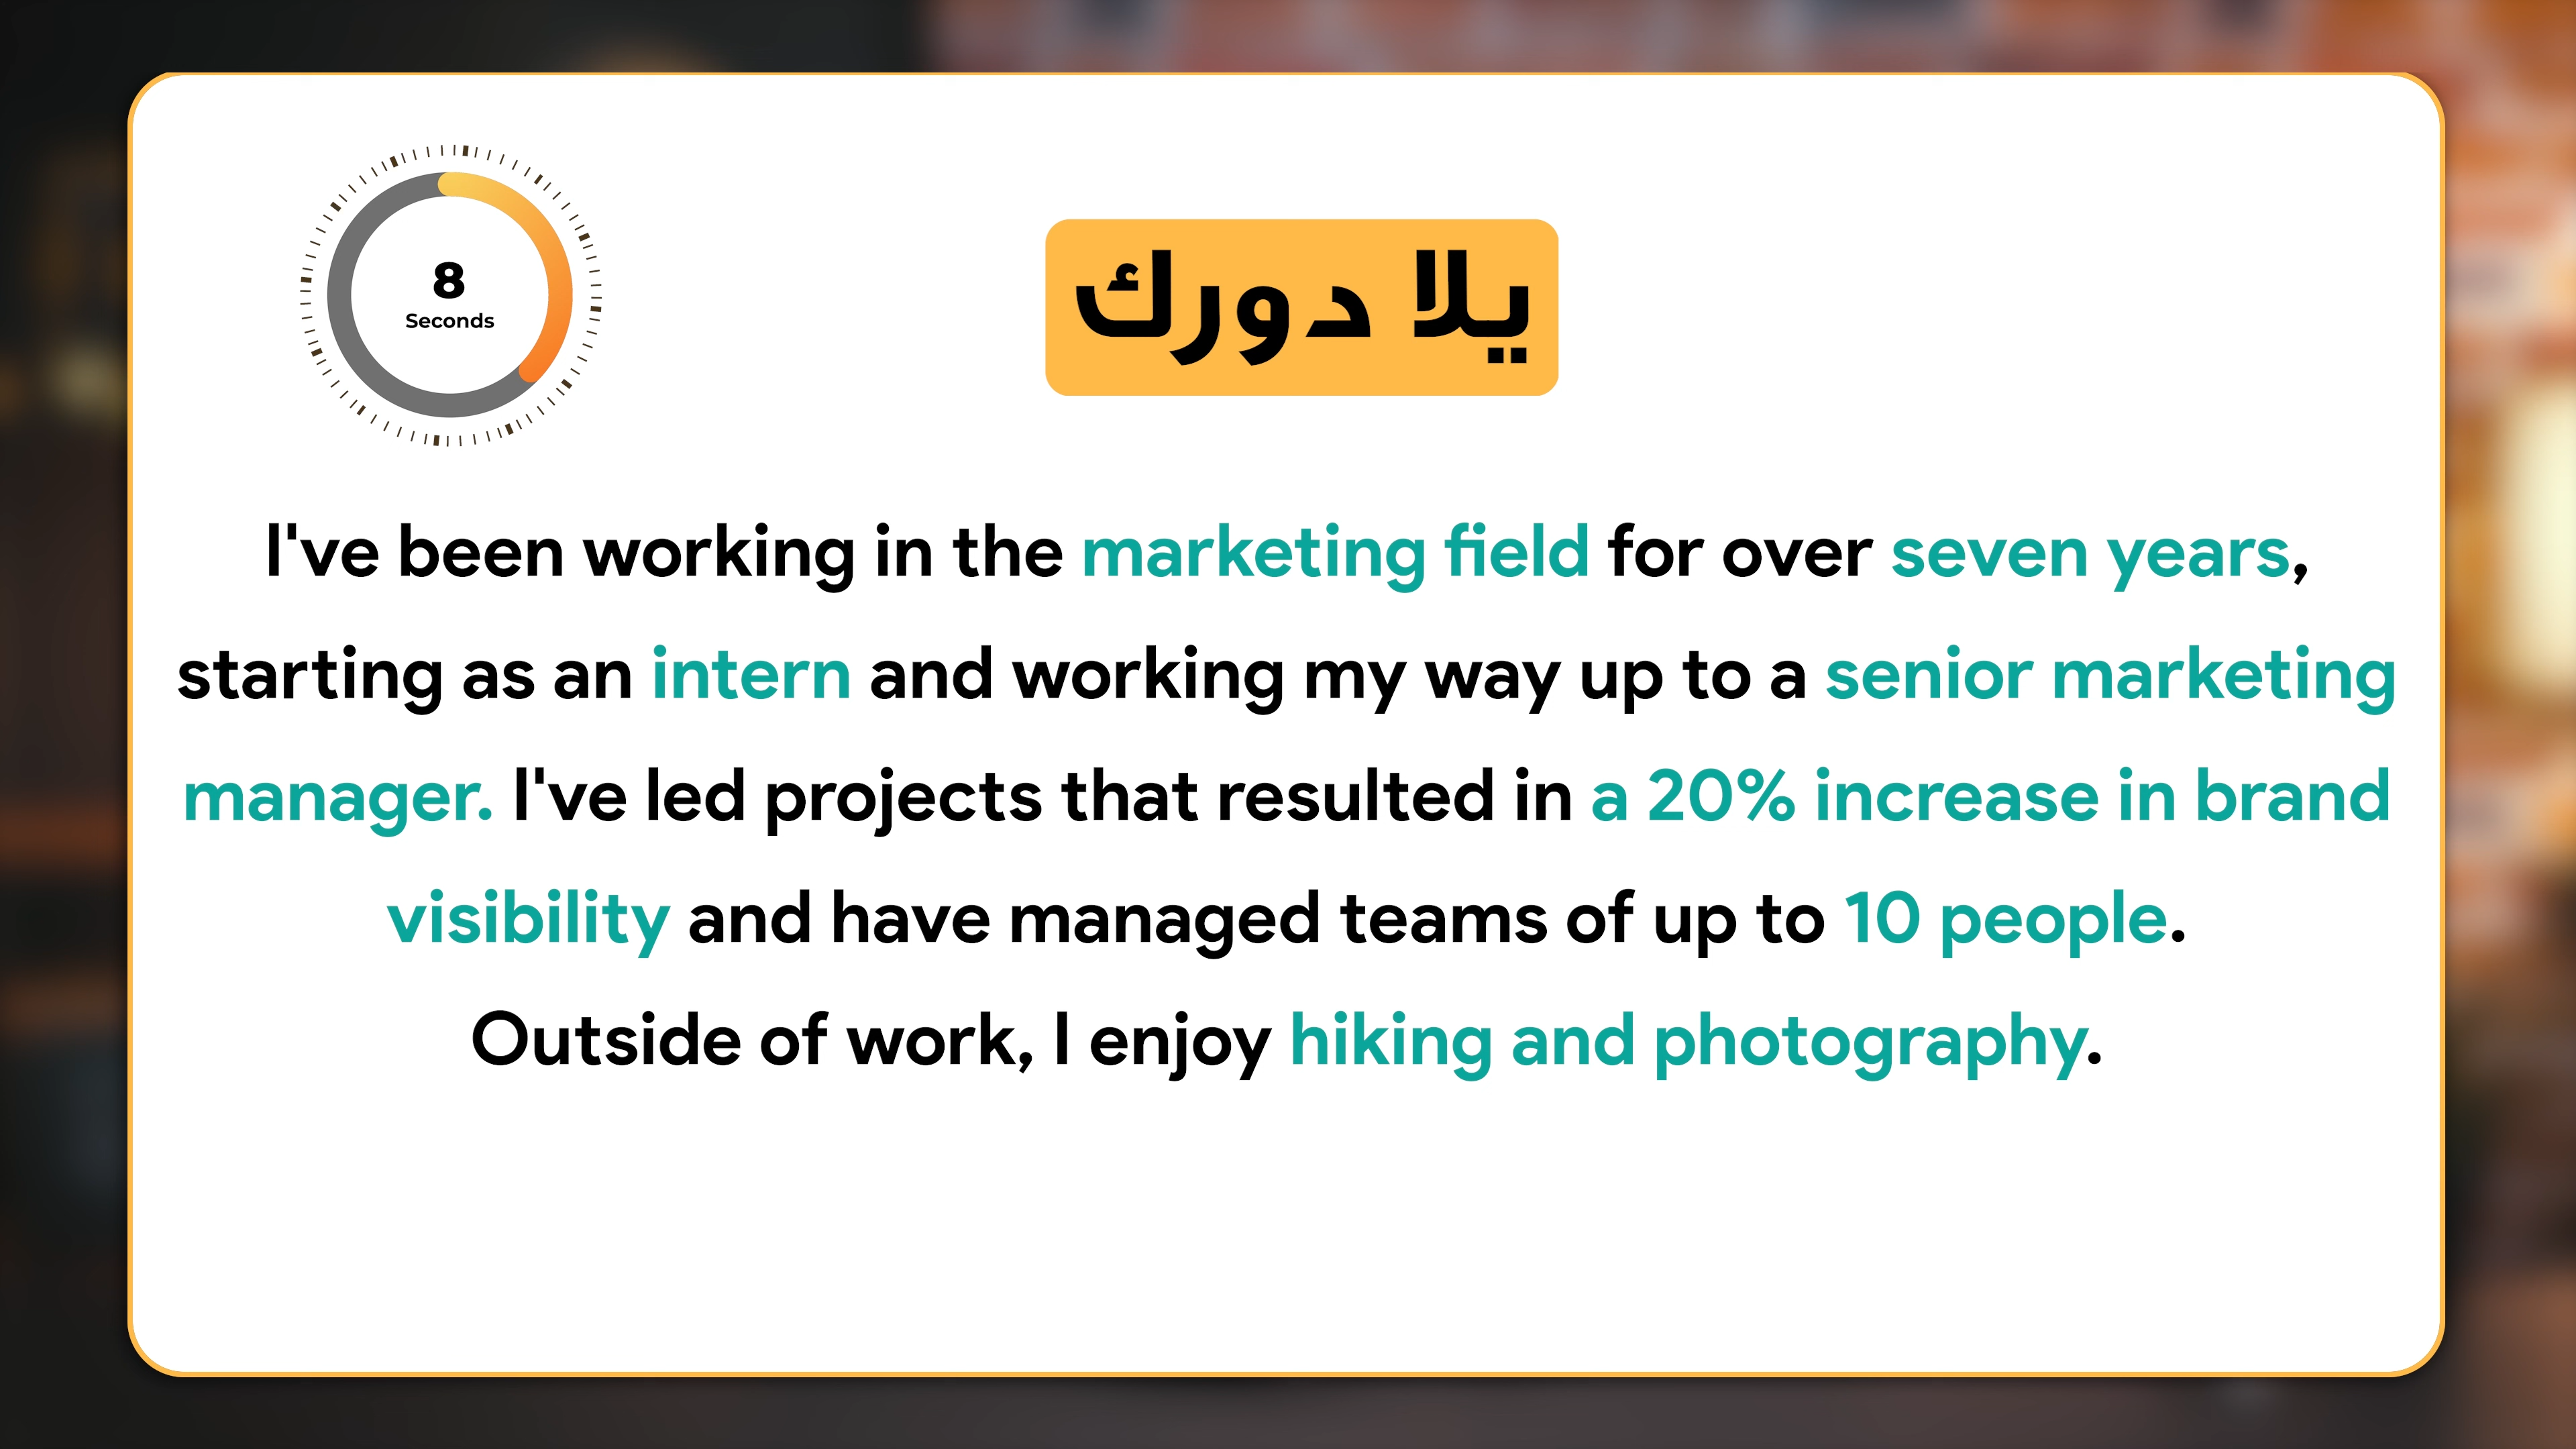 8
Seconds
يلا دورك
I've been working in the marketing field for over seven years,
starting as an intern and working my way up to a senior marketing
manager. I've led projects that resulted in a 20% increase in brand
visibility and have managed teams of up to 10 people.
Outside of work, I enjoy hiking and photography.